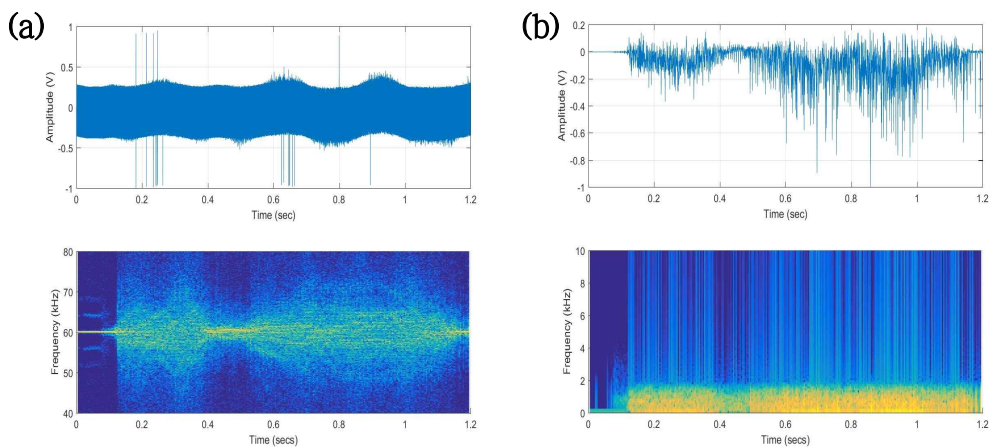 (a)
1
0.5
0
-0.5
-1
Amplitude (V)
0 0.2 0.4 0.6 0.8 1 1.2
Time (sec)
80
70
60
50
40
Frequency (kHz)
0 0.2 0.4 0.6 0.8 1 1.2
Time (secs)
(b)
0.2
0
-0.2
-0.4
-0.6
-0.8
-1
Amplitude (V)
0 0.2 0.4 0.6 0.8 1 1.2
Time (sec)
10
8
6
4
2
0
Frequency (kHz)
0 0.2 0.4 0.6 0.8 1 1.2
Time (secs)